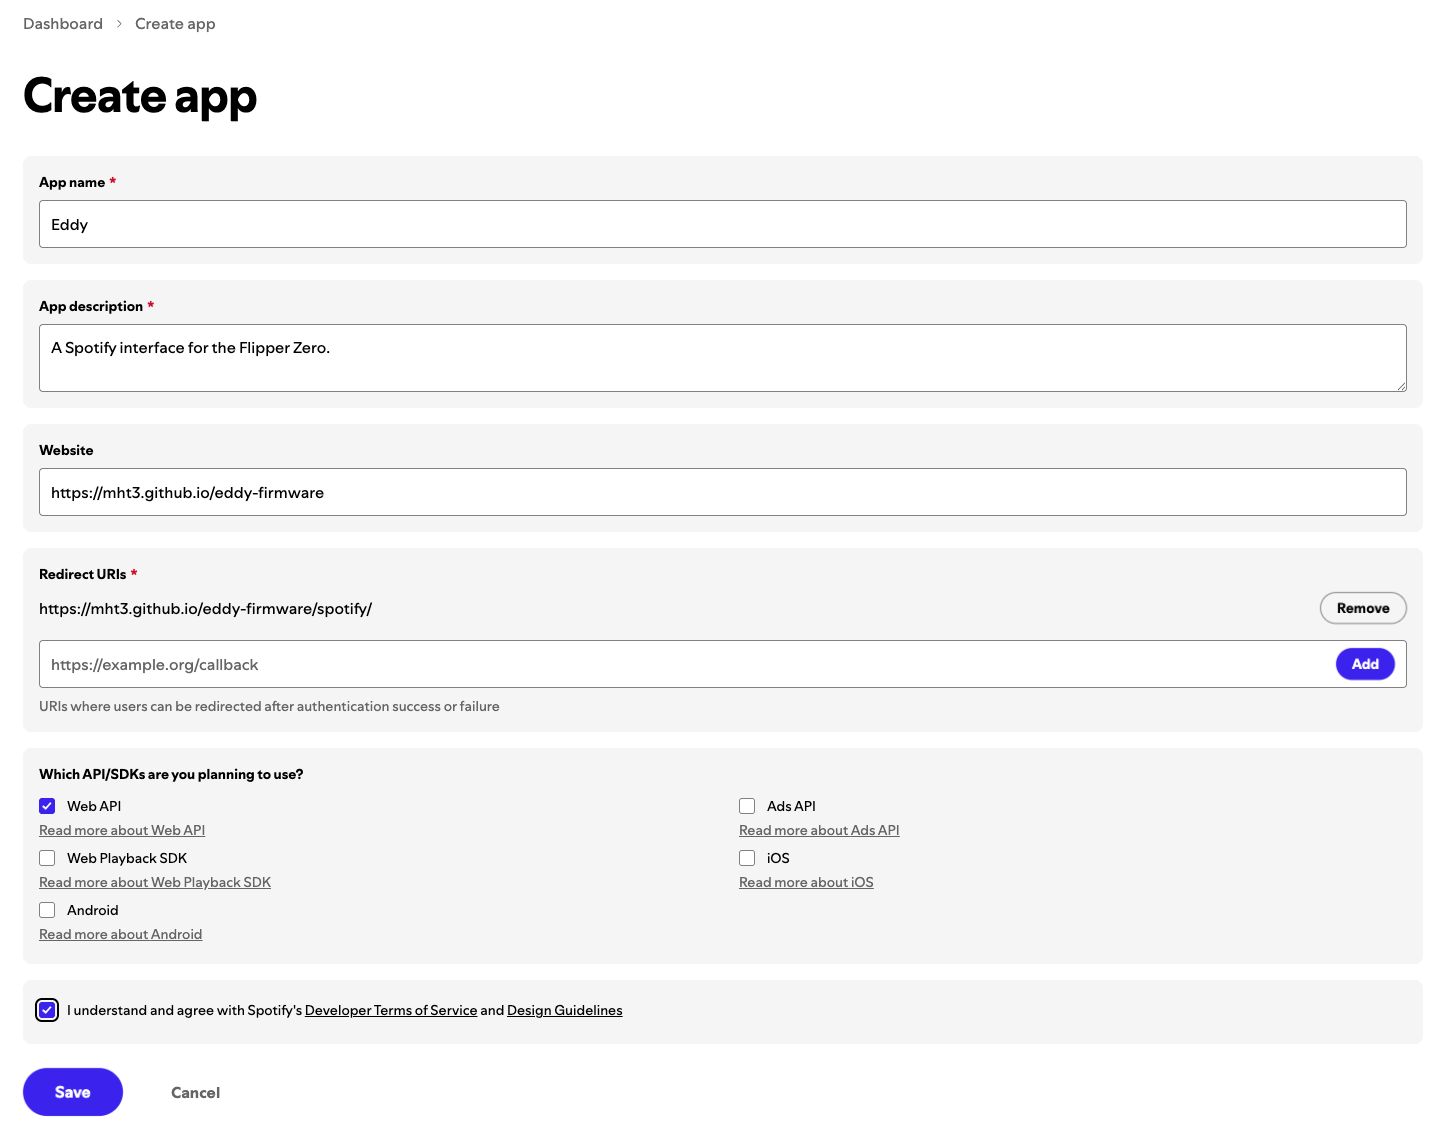 Dashboard > Create app
Create app
App name *
Eddy
App description *
A Spotify interface for the Flipper Zero.
Website
https://mht3.github.io/eddy-firmware
Redirect URIs *
https://mht3.github.io/eddy-firmware/spotify/
Remove
https://example.org/callback
Add
URIs where users can be redirected after authentication success or failure
Which API/SDKs are you planning to use?
Web API
Read more about Web API
Ads API
Read more about Ads API
Web Playback SDK
Read more about Web Playback SDK
iOS
Read more about iOS
Android
Read more about Android
I understand and agree with Spotify's Developer Terms of Service and Design Guidelines
Save
Cancel